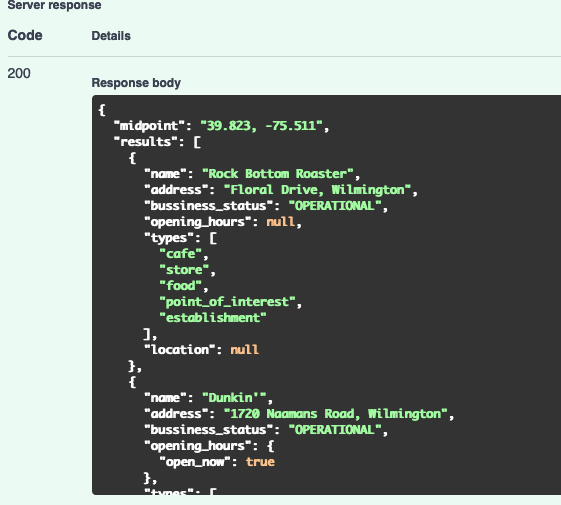 Server response
Code Details
200
Response body
{
"midpoint": "39.823, -75.511",
"results": [
{
"name": "Rock Bottom Roaster",
"address": "Floral Drive, Wilmington",
"bussiness_status": "OPERATIONAL",
"opening_hours": null,
"types": [
"cafe",
"store",
"food",
"point_of_interest",
"establishment"
],
"location": null
},
{
"name": "Dunkin'",
"address": "1720 Naamans Road, Wilmington",
"bussiness_status": "OPERATIONAL",
"opening_hours": {
"open_now": true
},
"types": [